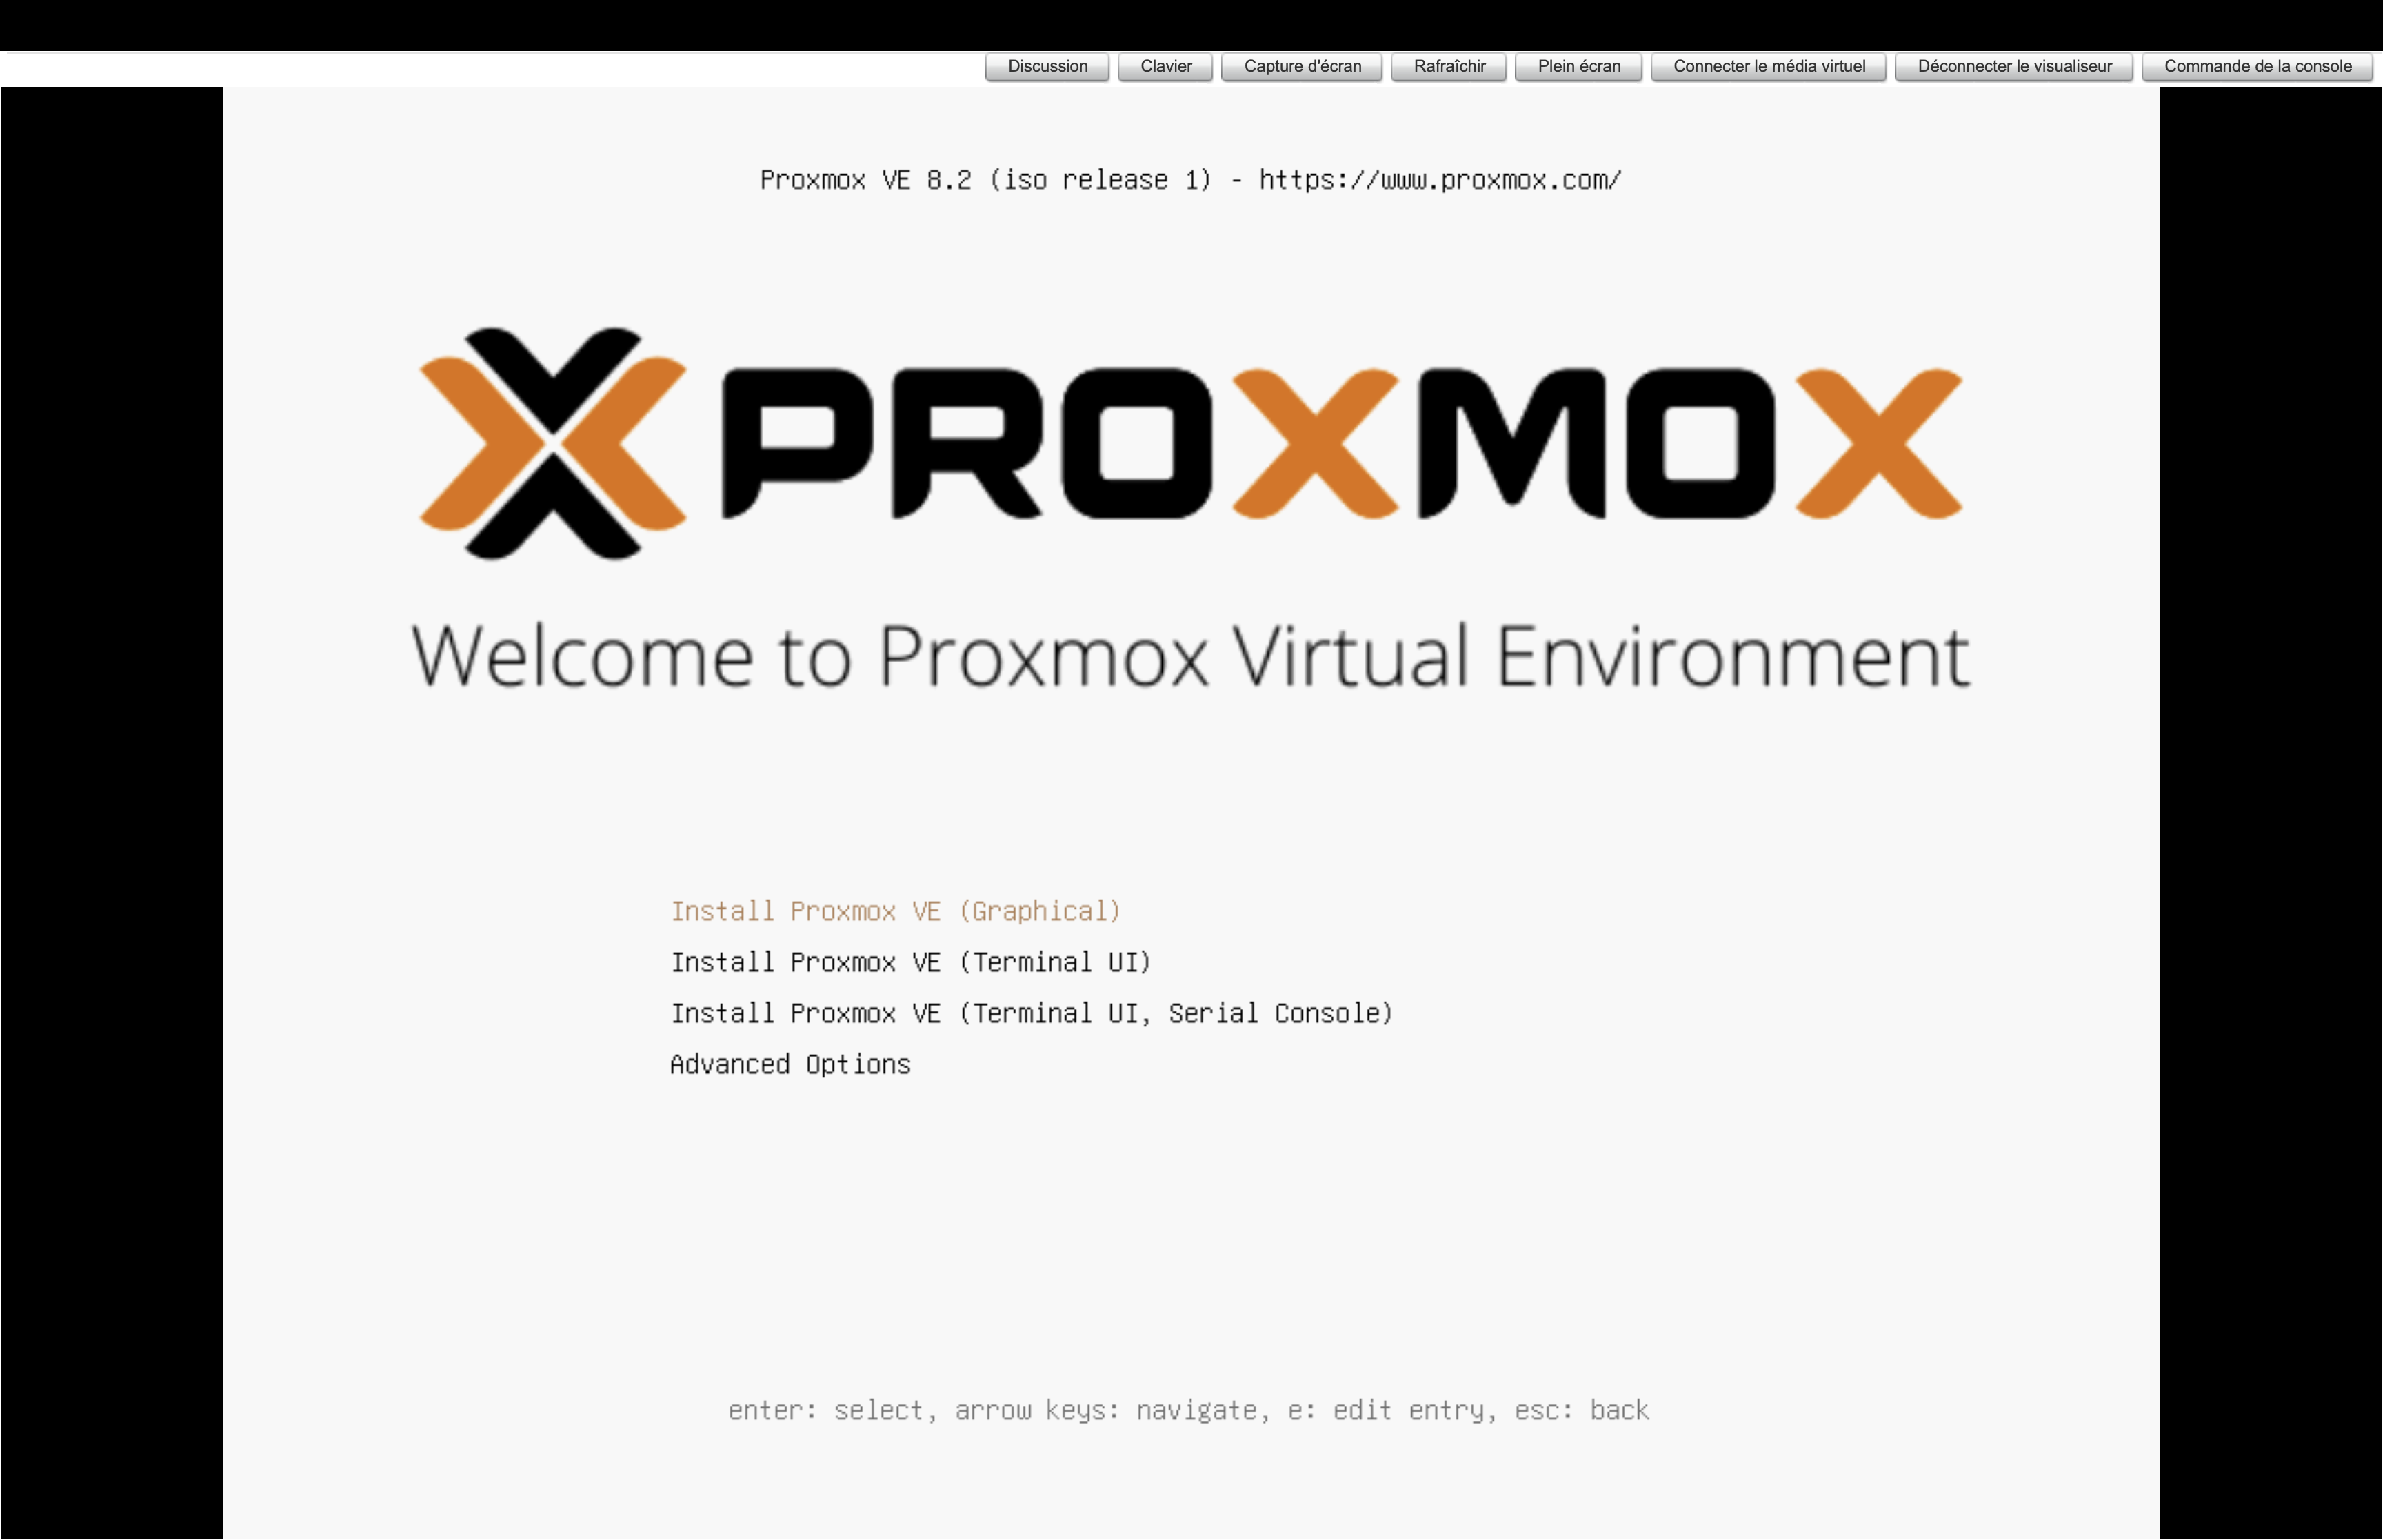 Discussion Clavier Capture d'écran Rafraîchir Plein écran Connecter le média virtuel Déconnecter le visualiseur Commande de la console
Proxmox VE 8.2 (iso release 1) - https://www.proxmox.com/
PROXMOX
Welcome to Proxmox Virtual Environment
Install Proxmox VE (Graphical)
Install Proxmox VE (Terminal UI)
Install Proxmox VE (Terminal UI, Serial Console)
Advanced Options
enter: select, arrow keys: navigate, e: edit entry, esc: back